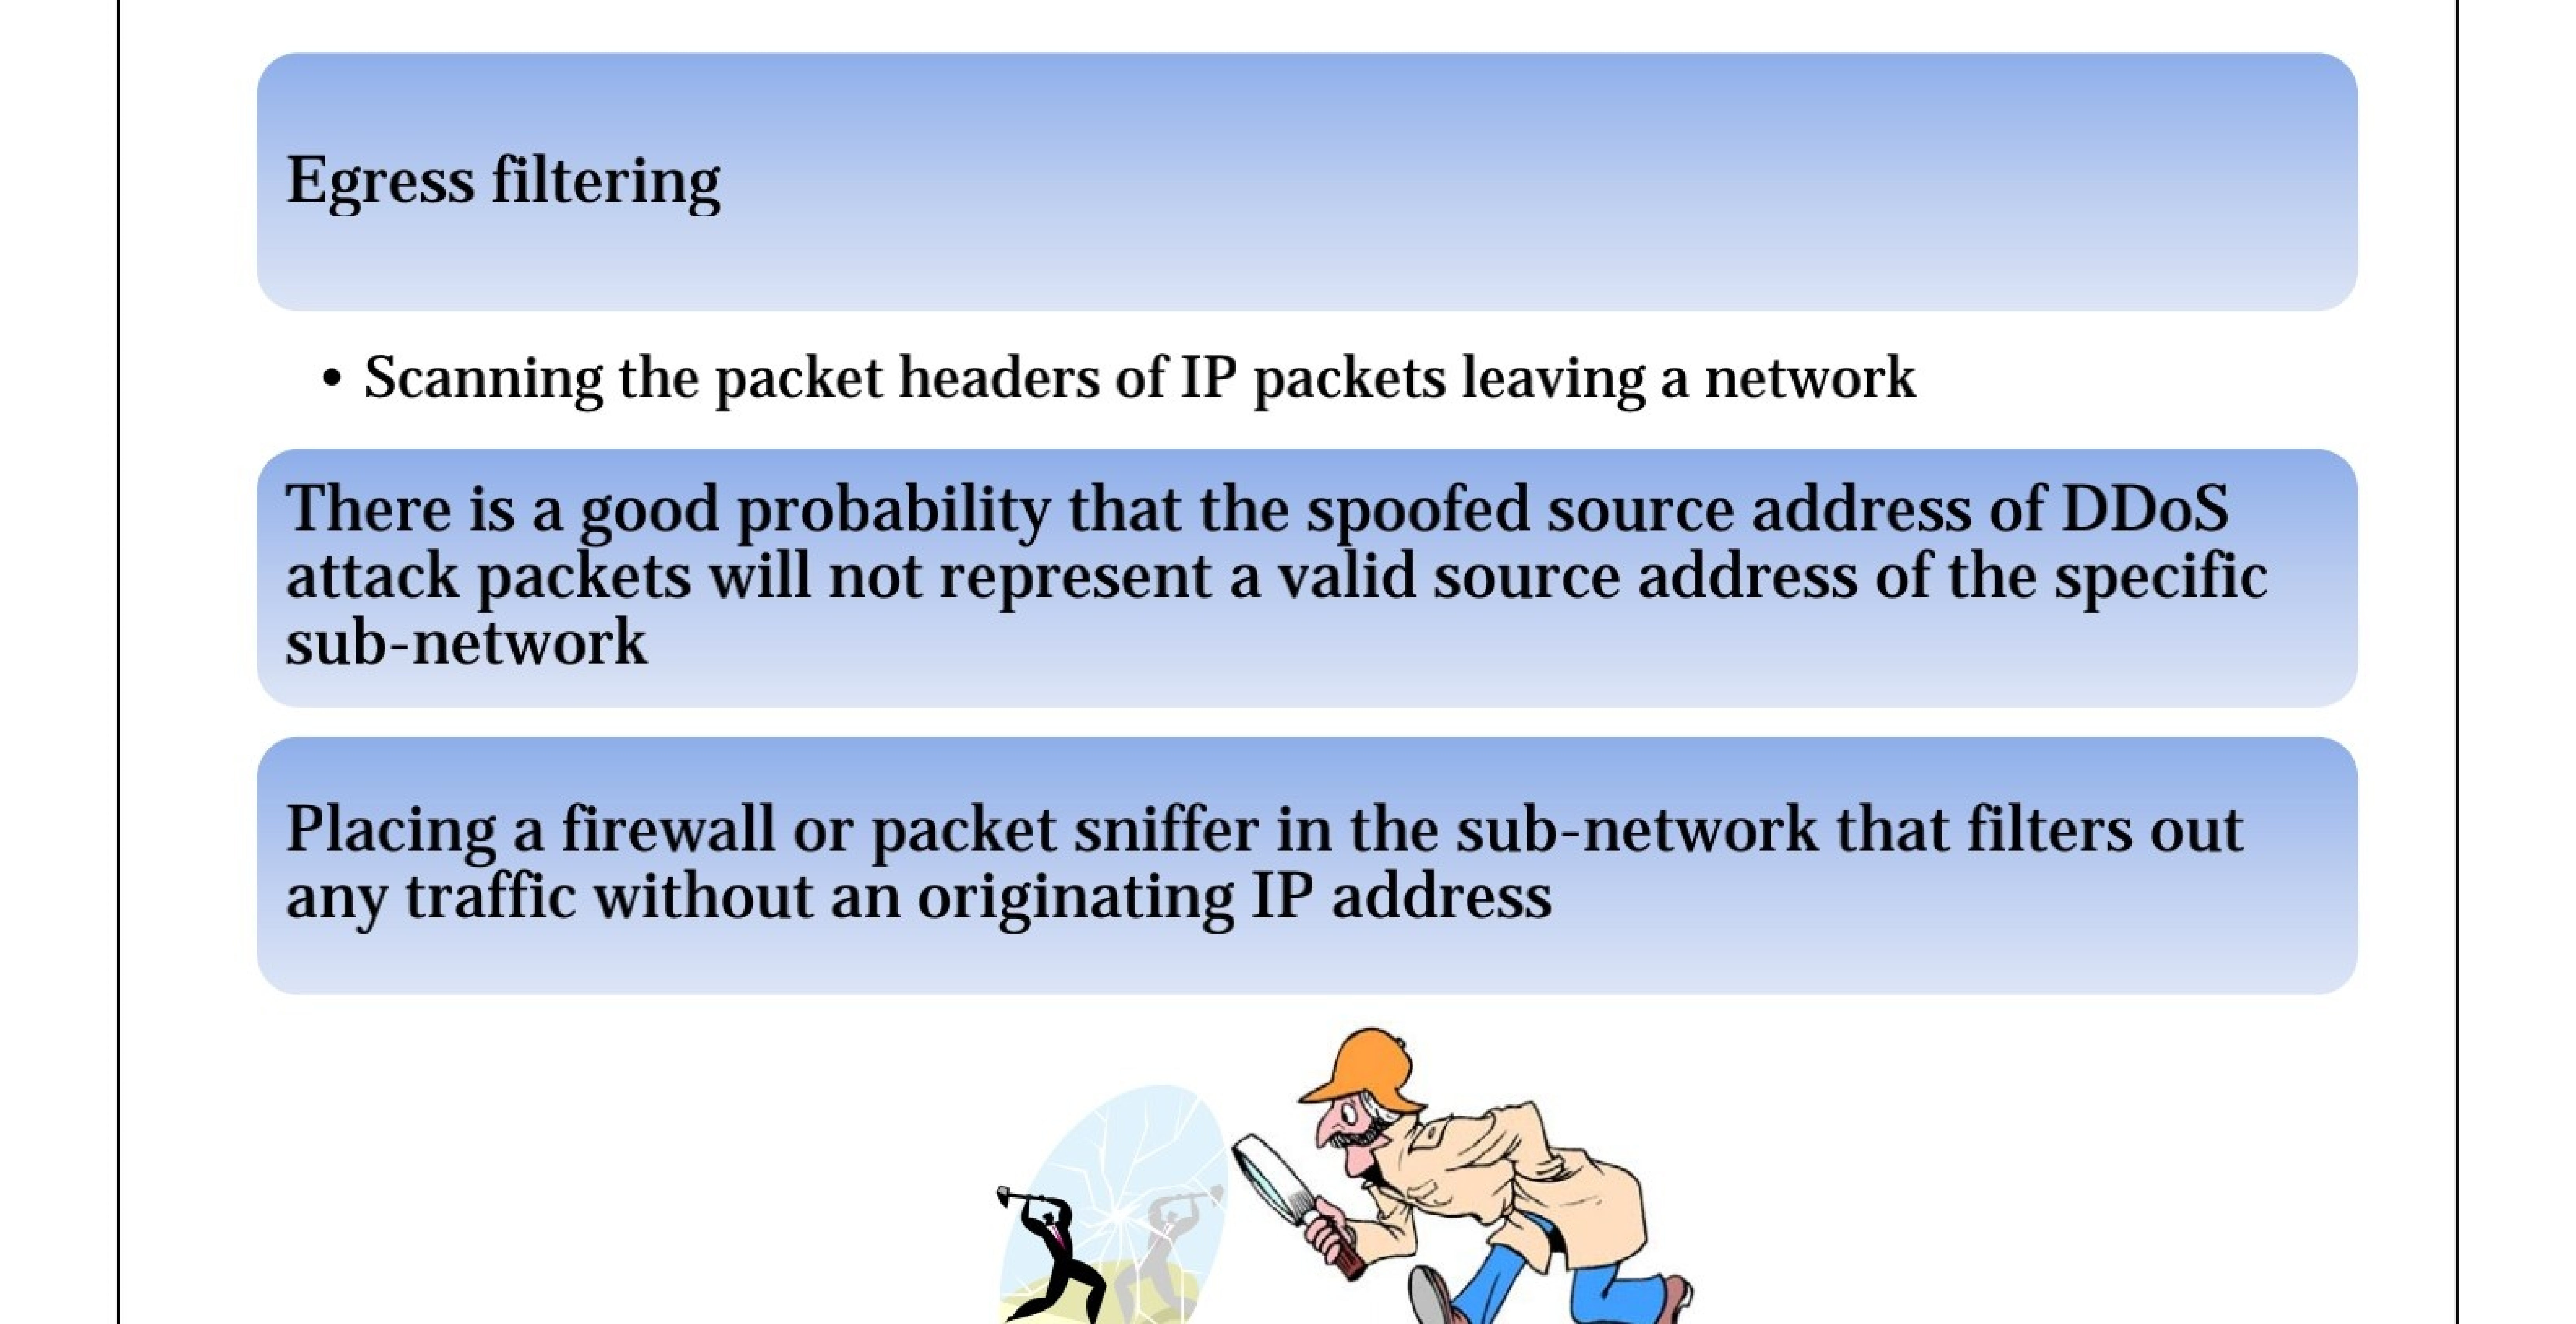 Egress filtering
• Scanning the packet headers of IP packets leaving a network
There is a good probability that the spoofed source address of DDoS
attack packets will not represent a valid source address of the specific
sub-network
Placing a firewall or packet sniffer in the sub-network that filters out
any traffic without an originating IP address